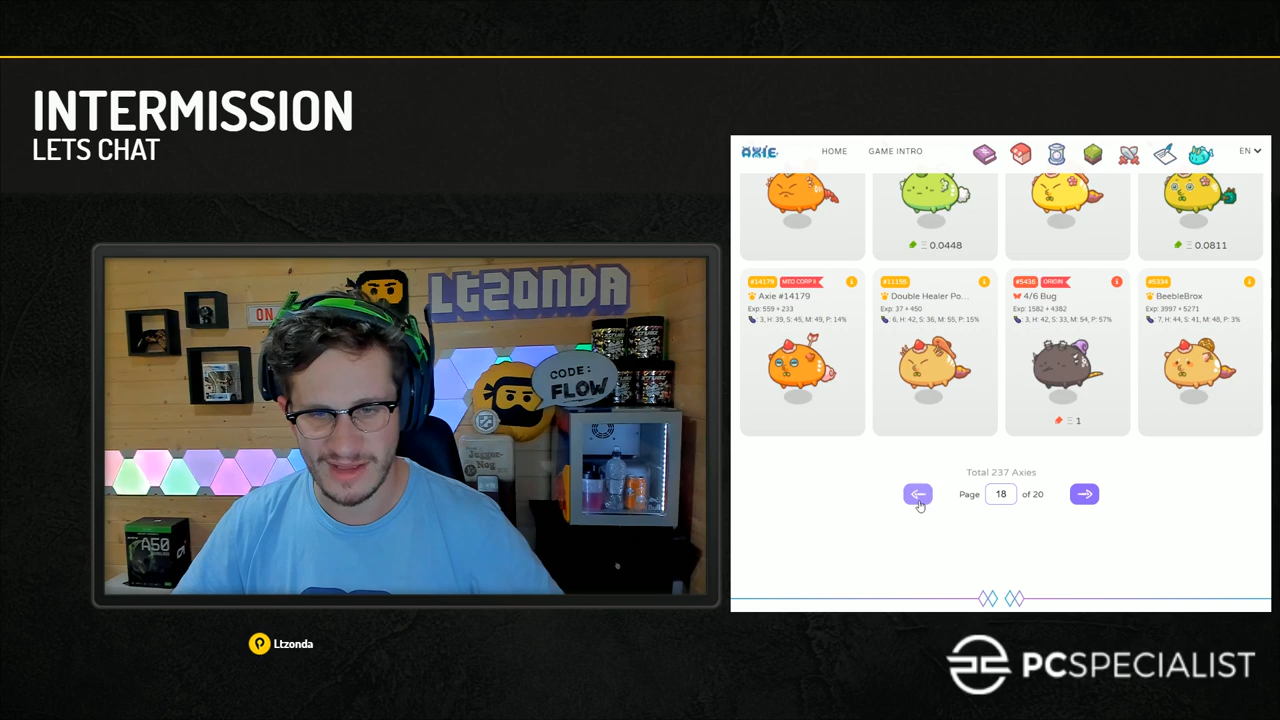 INTERMISSION
LETS CHAT
LTZONDA
ON
CODE:
FLOW
Jugger-
Nog
A50
AXIE
HOME
GAME INTRO
EN
0.0448
0.0811
#14179
MEO CORP II
Axie #14179
Exp: 559 + 233
: 3, H: 39, S: 45, M: 49, P: 14%
#11195
Double Healer Po...
Exp: 37 + 450
: 6, H: 42, S: 36, M: 55, P: 15%
#5436
ORIGIN
4/6 Bug
Exp: 1582 + 4382
: 3, H: 42, S: 33, M: 54, P: 57%
1
#5334
BeebleBrox
Exp: 3997 + 5271
: 7, H: 44, S: 41, M: 48, P: 3%
Total 237 Axies
Page 18 of 20
Ltzonda
PCSPECIALIST